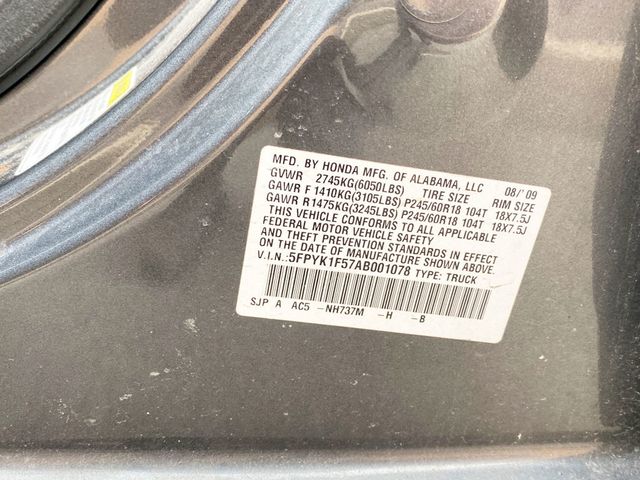 MFD. BY HONDA MFG. OF ALABAMA, LLC 08/'09
GVWR 2745KG(6050LBS) TIRE SIZE RIM SIZE
GAWR F 1410KG(3105LBS) P245/60R18 104T 18X7.5J
GAWR R1475KG(3245LBS) P245/60R18 104T 18X7.5J
THIS VEHICLE CONFORMS TO ALL APPLICABLE
FEDERAL MOTOR VEHICLE SAFETY
AND THEFT PREVENTION STANDARDS IN EFFECT
ON THE DATE OF MANUFACTURE SHOWN ABOVE.
V.I.N.:5FPYK1F57AB001078 TYPE: TRUCK
SJP A AC5 -NH737M -H -B